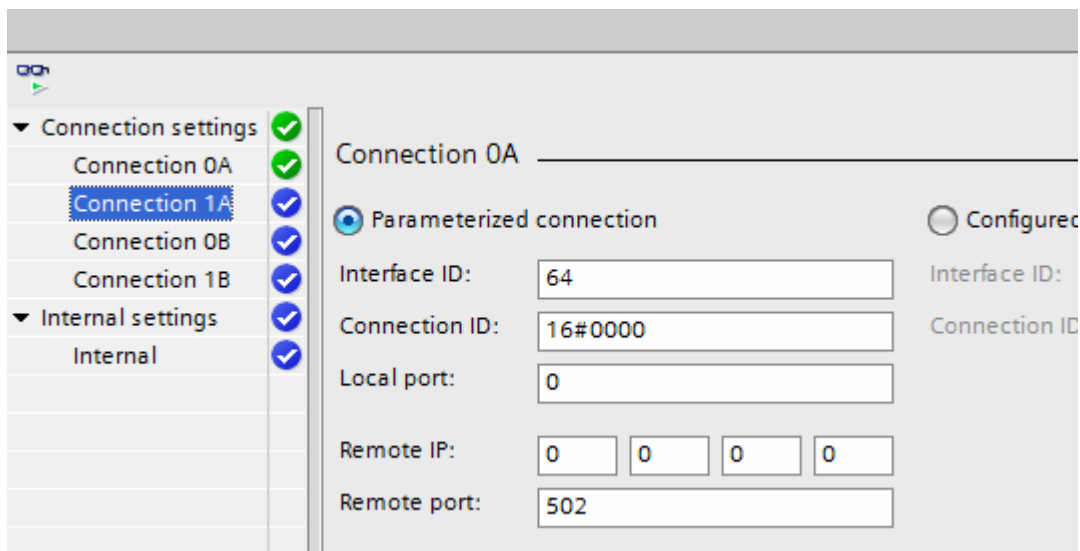 Connection settings
Connection 0A
Connection 1A
Connection 0B
Connection 1B
Internal settings
Internal
Connection 0A
Parameterized connection Configured
Interface ID: 64 Interface ID:
Connection ID: 16#0000 Connection ID
Local port: 0
Remote IP: 0 0 0 0
Remote port: 502